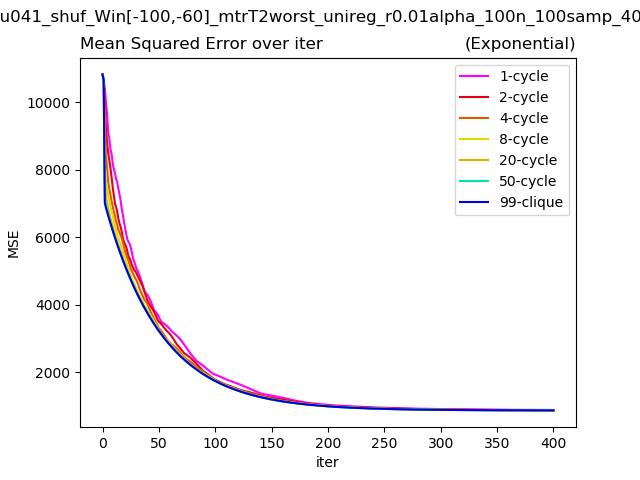 u041_shuf_Win[-100,-60]_mtrT2worst_unireg_r0.01alpha_100n_100samp_40
Mean Squared Error over iter (Exponential)
10000
8000
6000
4000
2000
MSE
0 50 100 150 200 250 300 350 400
iter
1-cycle
2-cycle
4-cycle
8-cycle
20-cycle
50-cycle
99-clique